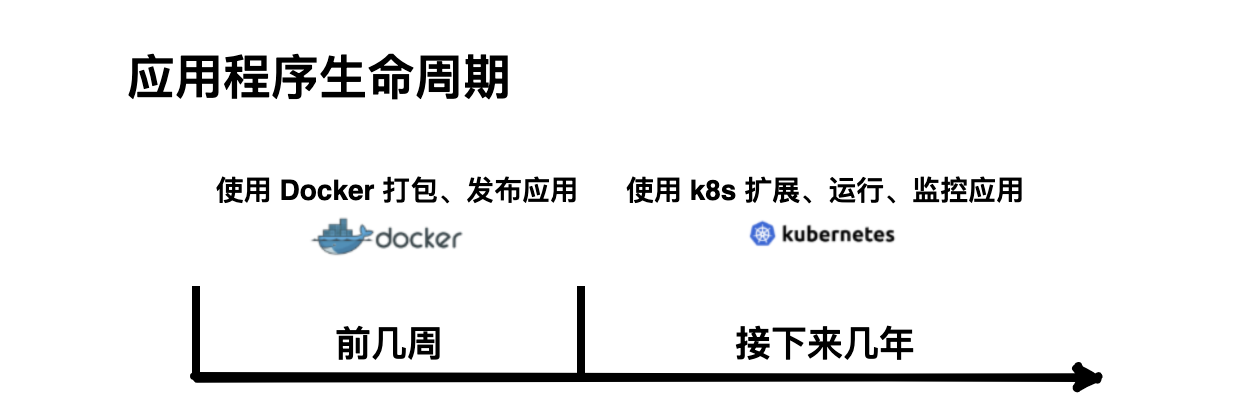 应用程序生命周期
使用 Docker 打包、发布应用
使用 k8s 扩展、运行、监控应用
docker
kubernetes
前几周
接下来几年